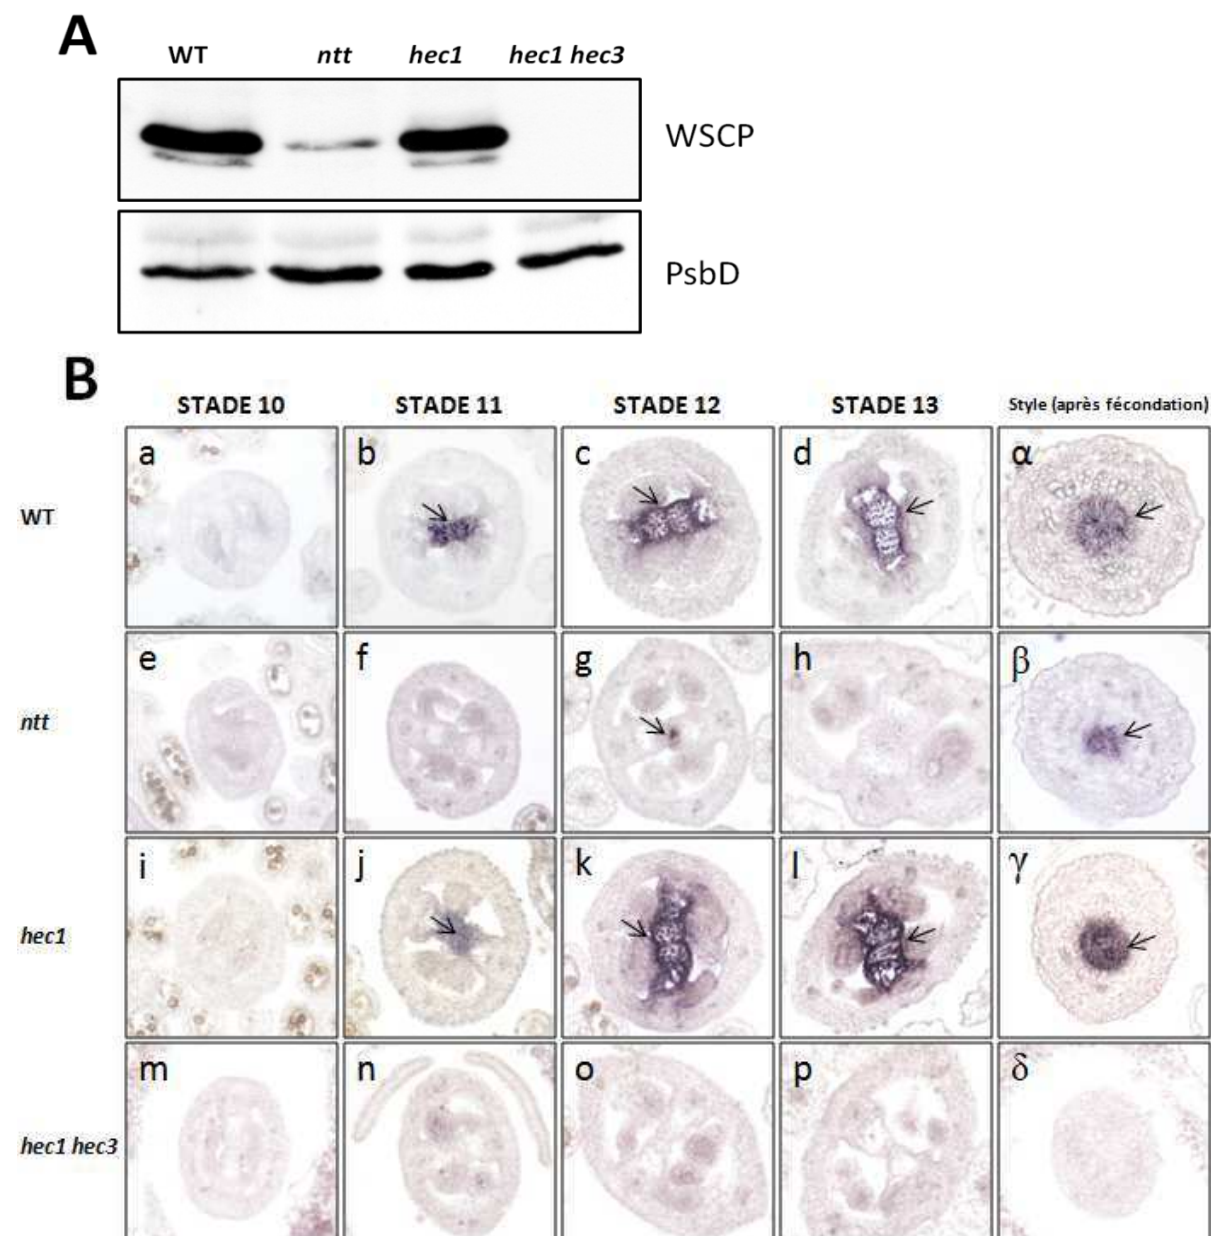 A
WT ntt hec1 hec1 hec3
WSCP
PsbD
B
STADE 10 STADE 11 STADE 12 STADE 13 Style (après fécondation)
WT
a b c d α
ntt
e f g h β
hec1
i j k l γ
hec1 hec3
m n o p δ